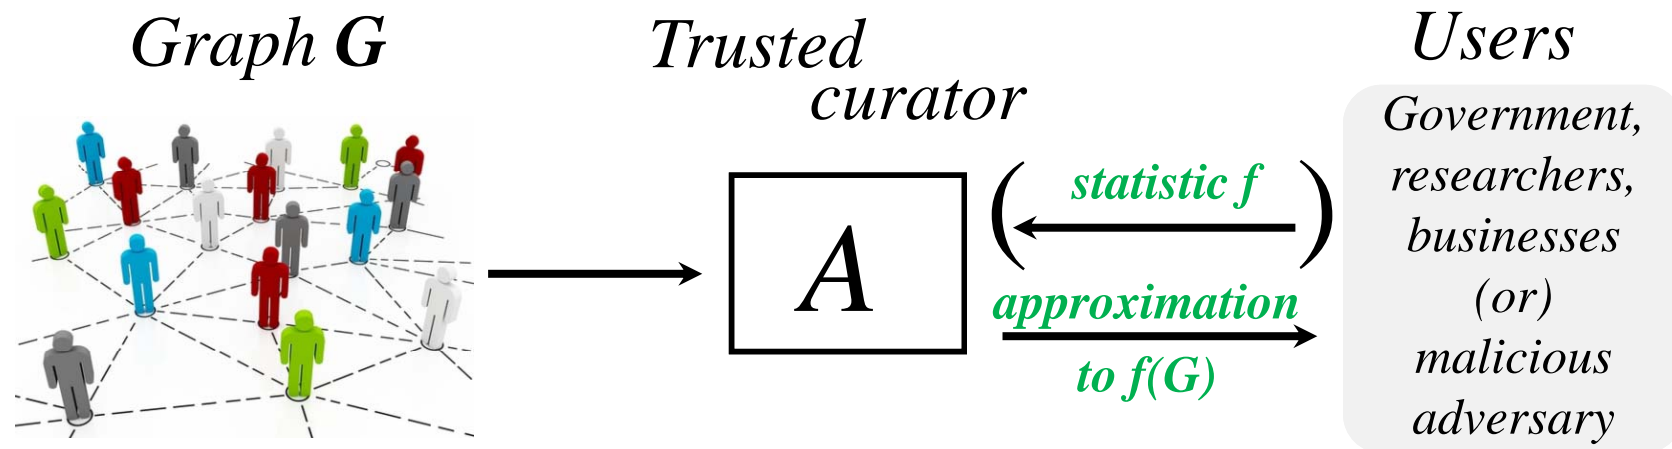 Graph G
Trusted
curator
Users
A
( statistic f )
approximation
to f(G)
Government,
researchers,
businesses
(or)
malicious
adversary